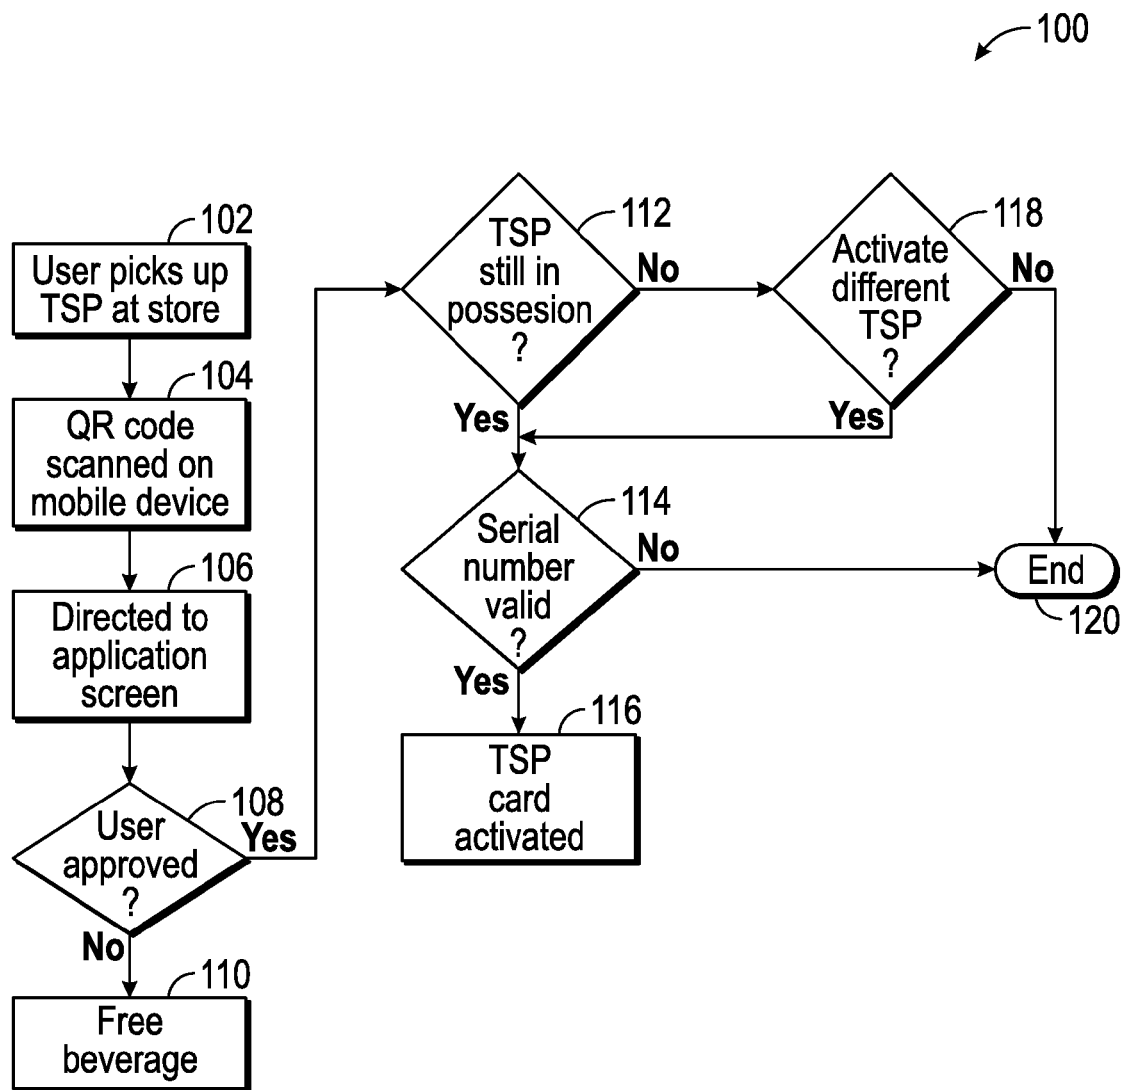 100
102
User picks up
TSP at store
104
QR code
scanned on
mobile device
106
Directed to
application
screen
108
User
approved
?
Yes
No
110
Free
beverage
112
TSP
still in
possesion
?
No
Yes
118
Activate
different
TSP
?
No
Yes
114
Serial
number
valid
?
No
Yes
116
TSP
card
activated
End
120